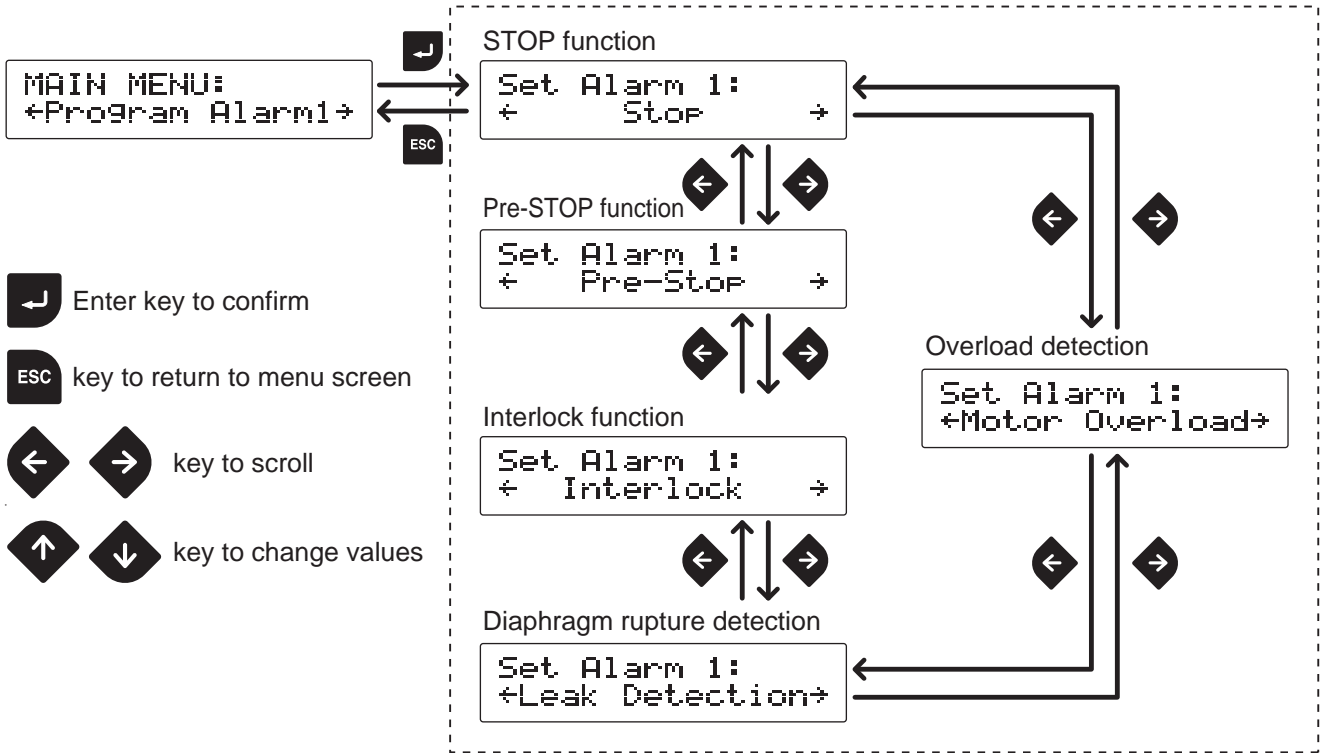 MAIN MENU:
←Program Alarm1→
ESC
STOP function
Set Alarm 1:
← Stop →
Pre-STOP function
Set Alarm 1:
← Pre-Stop →
Interlock function
Set Alarm 1:
← Interlock →
Diaphragm rupture detection
Set Alarm 1:
←Leak Detection→
Overload detection
Set Alarm 1:
←Motor Overload→
Enter key to confirm
ESC key to return to menu screen
key to scroll
key to change values